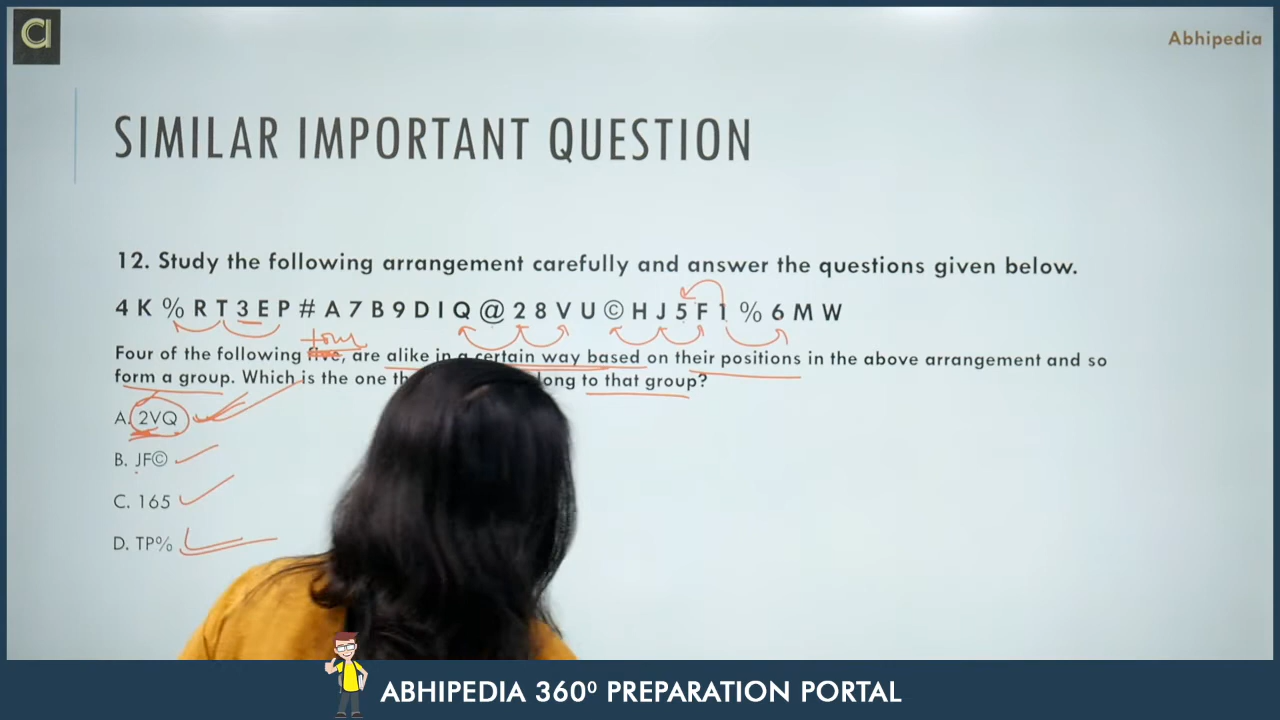 a
Abhipedia
SIMILAR IMPORTANT QUESTION
12. Study the following arrangement carefully and answer the questions given below.
4 K % R T 3 E P # A 7 B 9 D I Q @ 2 8 V U © H J 5 F 1 % 6 M W
four
Four of the following five, are alike in a certain way based on their positions in the above arrangement and so
form a group. Which is the one long to that group?
A. 2VQ
B. JF©
C. 165
D. TP%
ABHIPEDIA 360⁰ PREPARATION PORTAL